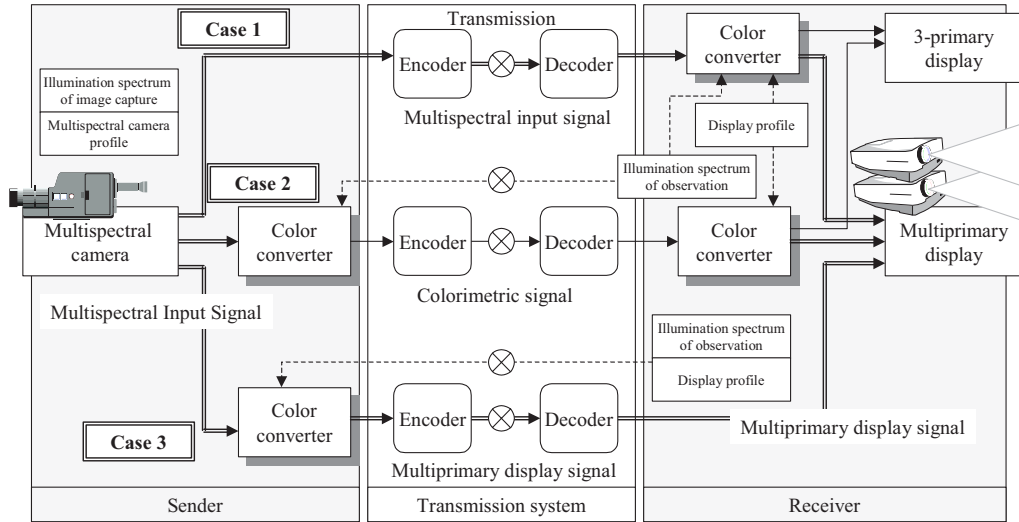 Case 1
Transmission
Illumination spectrum
of image capture
Multispectral camera
profile
Encoder
Decoder
Multispectral input signal
Color
converter
3-primary
display
Display profile
Illumination spectrum
of observation
Case 2
Multispectral
camera
Color
converter
Encoder
Decoder
Colorimetric signal
Color
converter
Multiprimary
display
Multispectral Input Signal
Illumination spectrum
of observation
Display profile
Case 3
Color
converter
Encoder
Decoder
Multiprimary display signal
Multiprimary display signal
Sender
Transmission system
Receiver